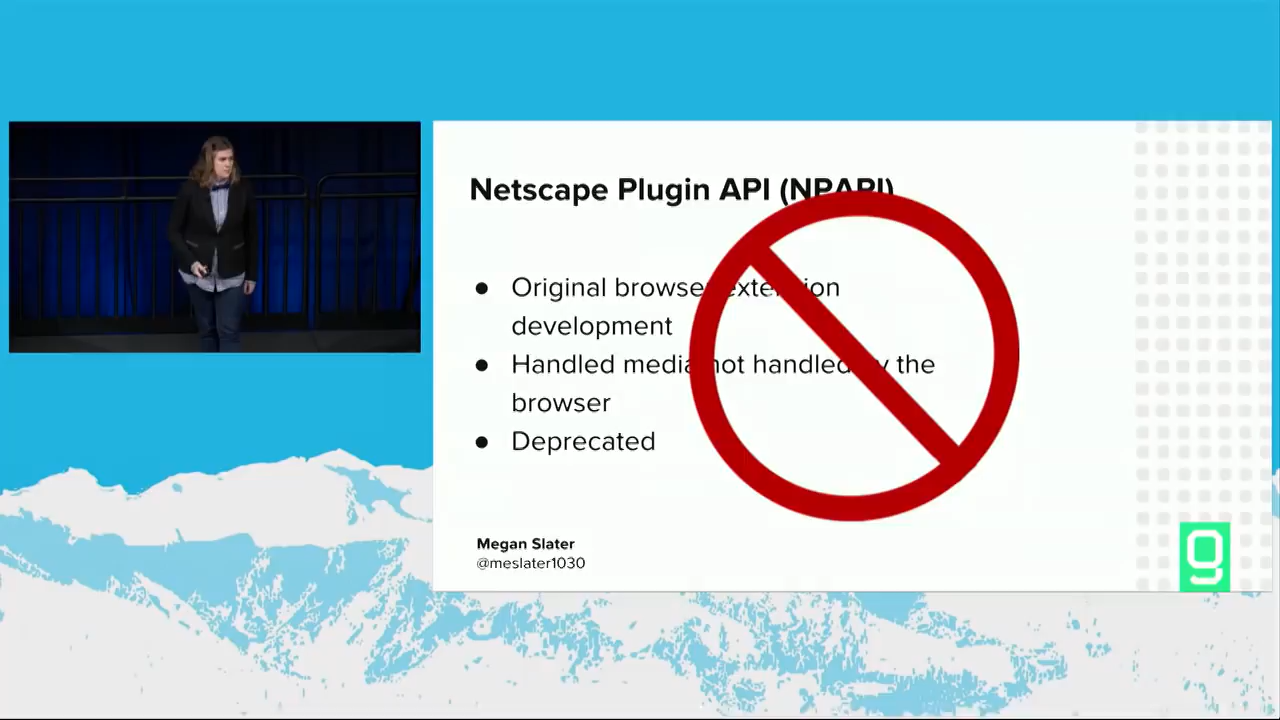 Netscape Plugin API (NPAPI)
● Original browser extension
development
● Handled media not handled by the
browser
● Deprecated
Megan Slater
@meslater1030
g